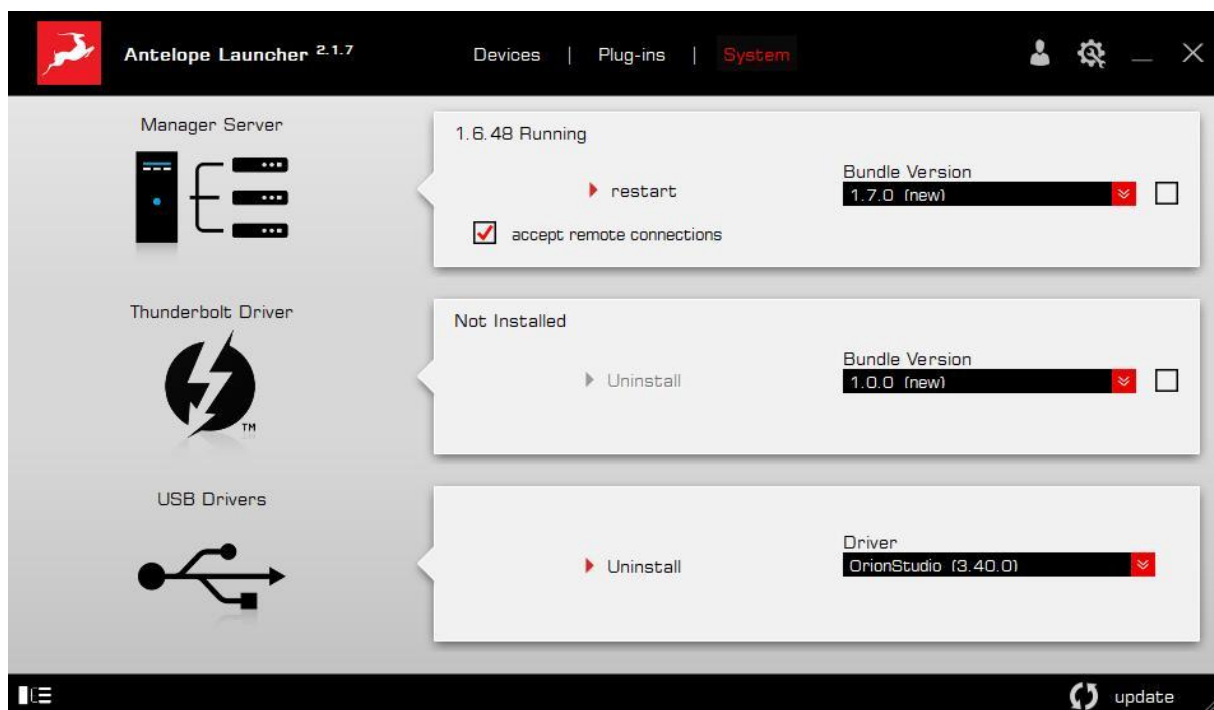 Antelope Launcher 2.1.7
Devices | Plug-ins | System
Manager Server
1.6.48 Running
restart
Bundle Version
1.7.0 (new)
accept remote connections
Thunderbolt Driver
TM
Not Installed
Uninstall
Bundle Version
1.0.0 (new)
USB Drivers
Uninstall
Driver
OrionStudio (3.40.0)
update